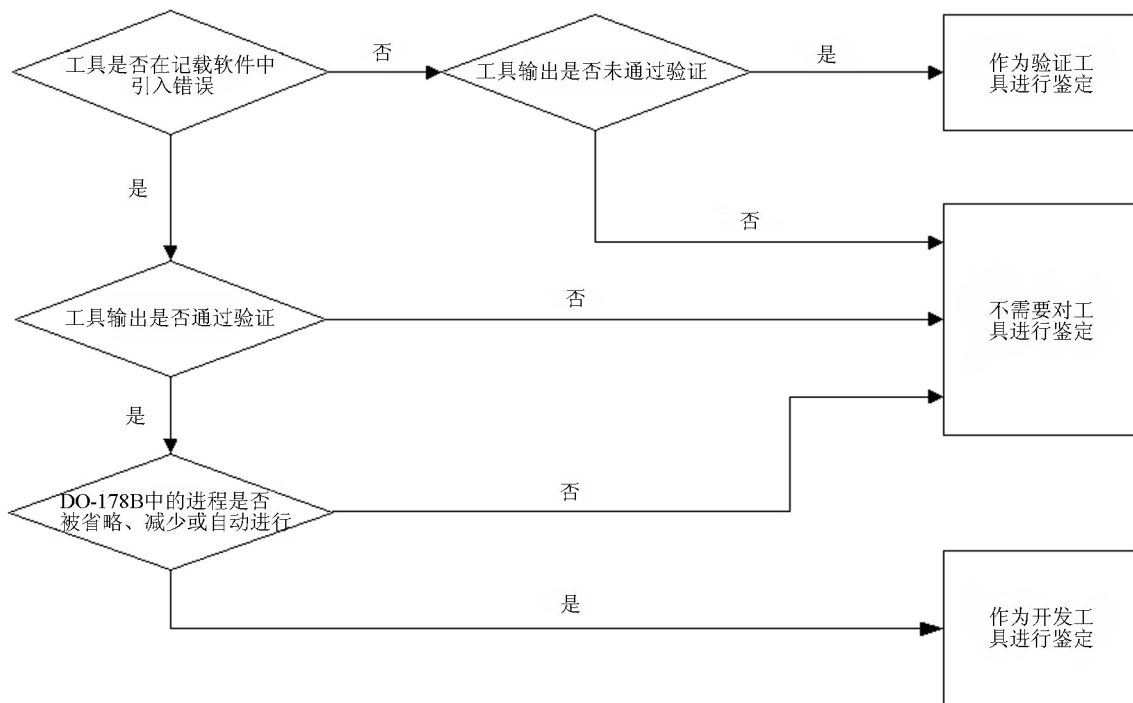 工具是否在记载软件中
引入错误
否
工具输出是否未通过验证
是
作为验证工
具进行鉴定
是
否
工具输出是否通过验证
否
不需要对工
具进行鉴定
是
DO-178B中的进程是否
被省略、减少或自动进行
否
是
作为开发工
具进行鉴定